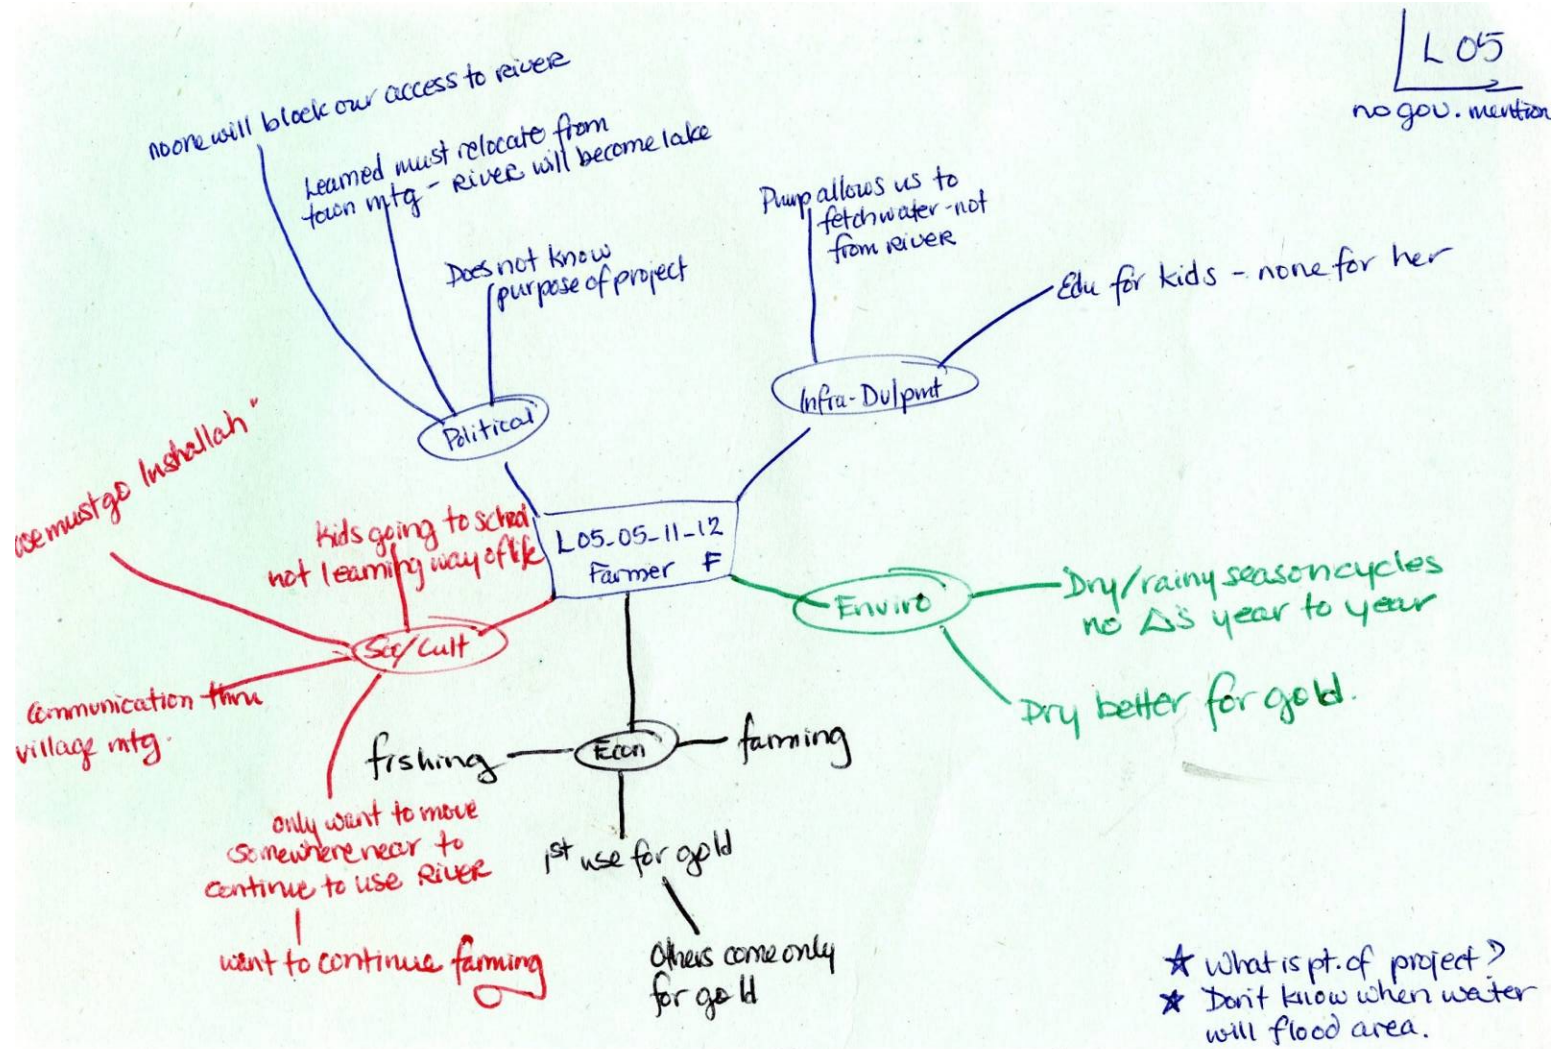 L05
no gov. mention
no one will block our access to river
Learned must relocate from
town mtg - River will become lake
Does not know
purpose of project
Political
Pump allows us to
fetch water - not
from river
Edu for kids - none for her
Infra-Dvlpmt
we must go Inshallah"
kids going to school
not learning way of life
L05-05-11-12
Farmer F
Soc/Cult
Communication thru
village mtg.
only want to move
somewhere near to
continue to use River
want to continue farming
Enviro
Dry/rainy season cycles
no Δ's year to year
Dry better for gold.
fishing
Econ
farming
1st use for gold
Others come only
for gold
★ What is pt. of project?
★ Don't know when water
will flood area.